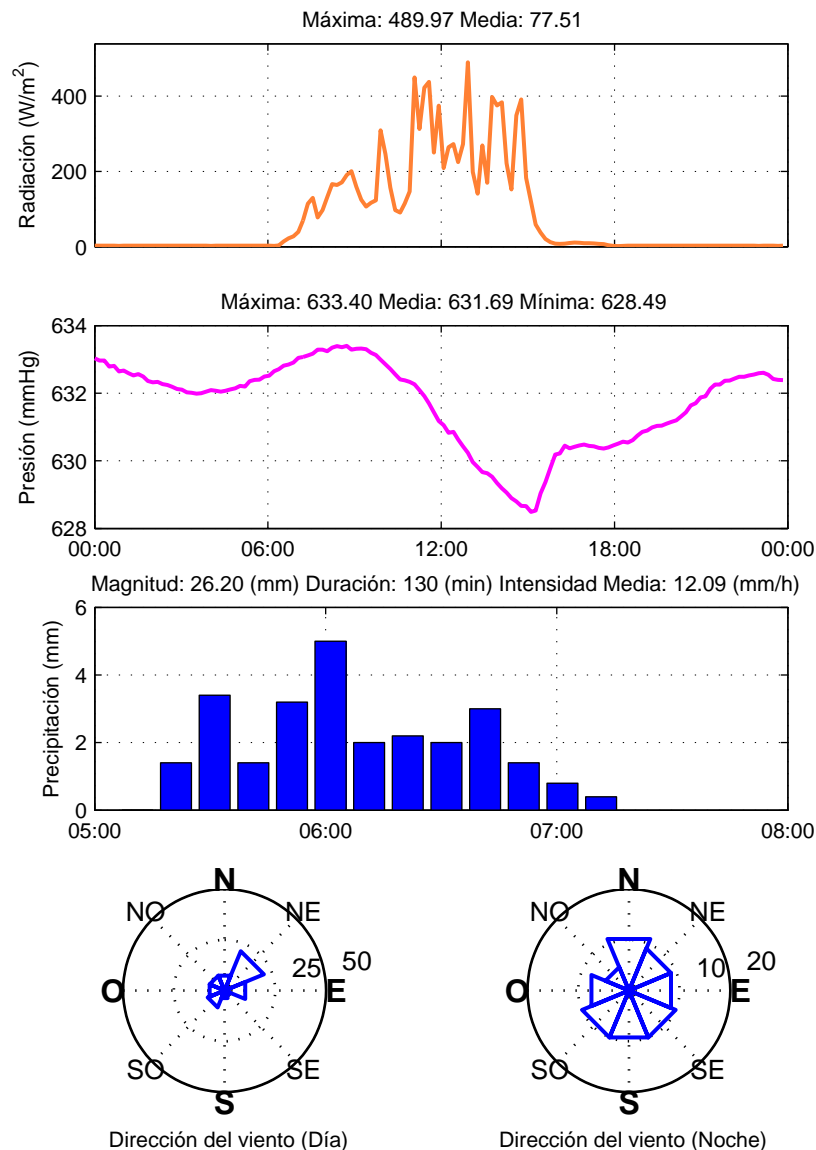 Máxima: 489.97 Media: 77.51
Radiación (W/m²)
400
200
0
Máxima: 633.40 Media: 631.69 Mínima: 628.49
Presión (mmHg)
634
632
630
628
00:00 06:00 12:00 18:00 00:00
Magnitud: 26.20 (mm) Duración: 130 (min) Intensidad Media: 12.09 (mm/h)
Precipitación (mm)
6
4
2
0
05:00 06:00 07:00 08:00
N
NO NE
25 50
O E
SO SE
S
Dirección del viento (Día)
N
NO NE
10 20
O E
SO SE
S
Dirección del viento (Noche)